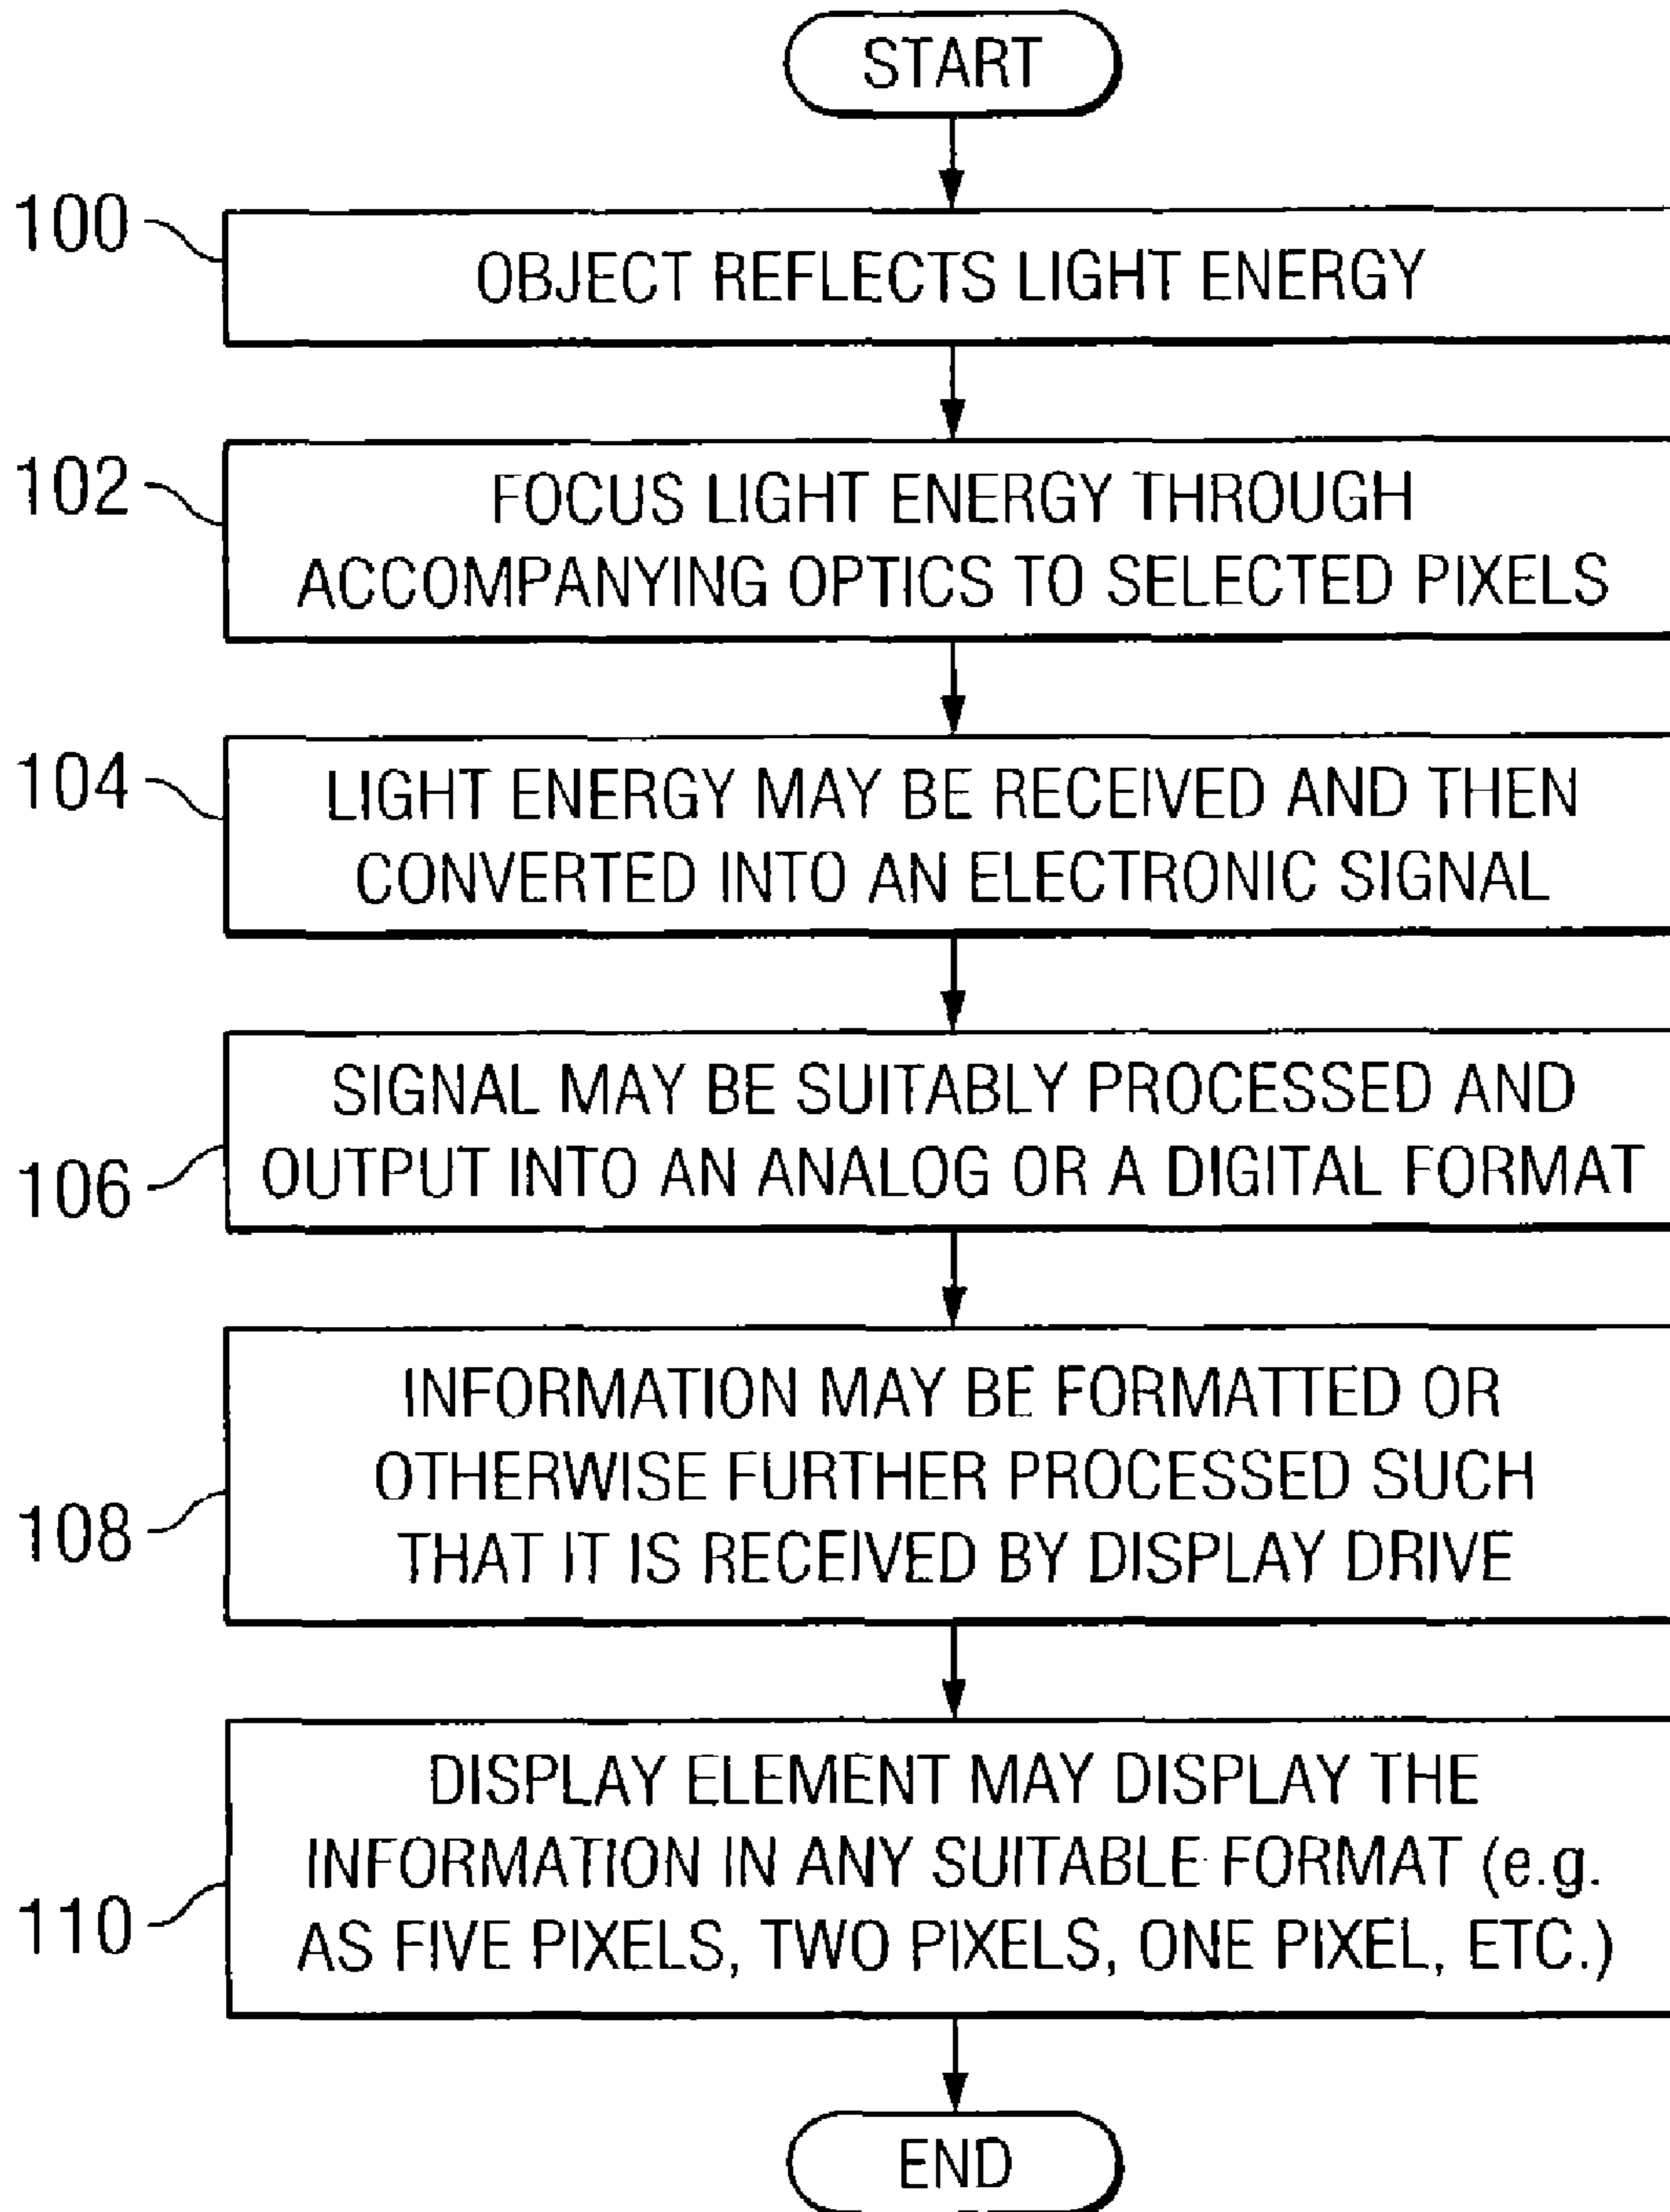 START
100
OBJECT REFLECTS LIGHT ENERGY
102
FOCUS LIGHT ENERGY THROUGH
ACCOMPANYING OPTICS TO SELECTED PIXELS
104
LIGHT ENERGY MAY BE RECEIVED AND THEN
CONVERTED INTO AN ELECTRONIC SIGNAL
106
SIGNAL MAY BE SUITABLY PROCESSED AND
OUTPUT INTO AN ANALOG OR A DIGITAL FORMAT
108
INFORMATION MAY BE FORMATTED OR
OTHERWISE FURTHER PROCESSED SUCH
THAT IT IS RECEIVED BY DISPLAY DRIVE
110
DISPLAY ELEMENT MAY DISPLAY THE
INFORMATION IN ANY SUITABLE FORMAT (e.g.
AS FIVE PIXELS, TWO PIXELS, ONE PIXEL, ETC.)
END